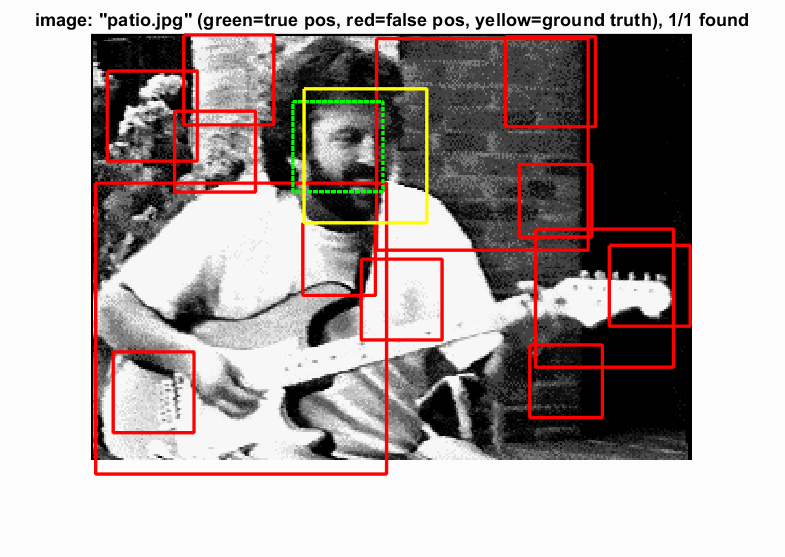 image: "patio.jpg" (green=true pos, red=false pos, yellow=ground truth), 1/1 found